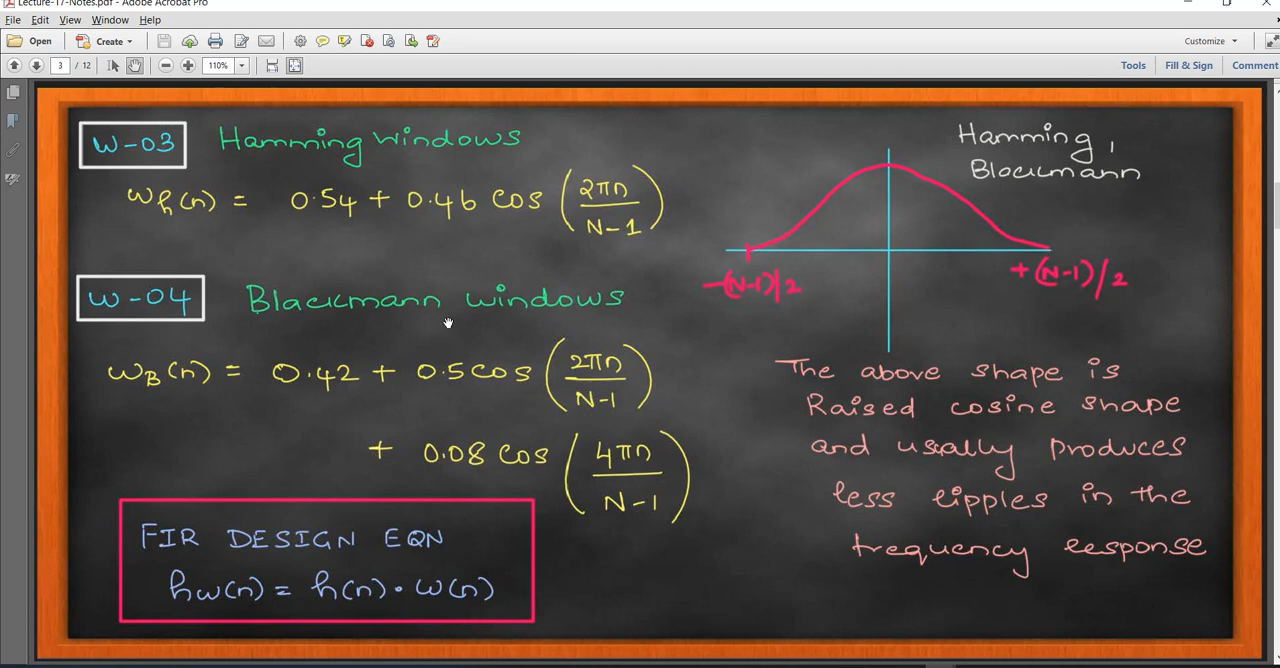 Lecture-17-Notes.pdf - Adobe Acrobat Pro
File Edit View Window Help
Open Create Customize
3 / 12 110% Tools Fill & Sign Comment
W-03 Hamming windows
wh(n) = 0.54 + 0.46 cos (2πn / N-1)
Hamming,
Blackmann
-(N-1)/2 +(N-1)/2
W-04 Blackmann windows
wB(n) = 0.42 + 0.5 cos (2πn / N-1)
+ 0.08 cos (4πn / N-1)
The above shape is
Raised cosine shape
and usually produces
less ripples in the
frequency response
FIR DESIGN EQN
hw(n) = h(n) . w(n)